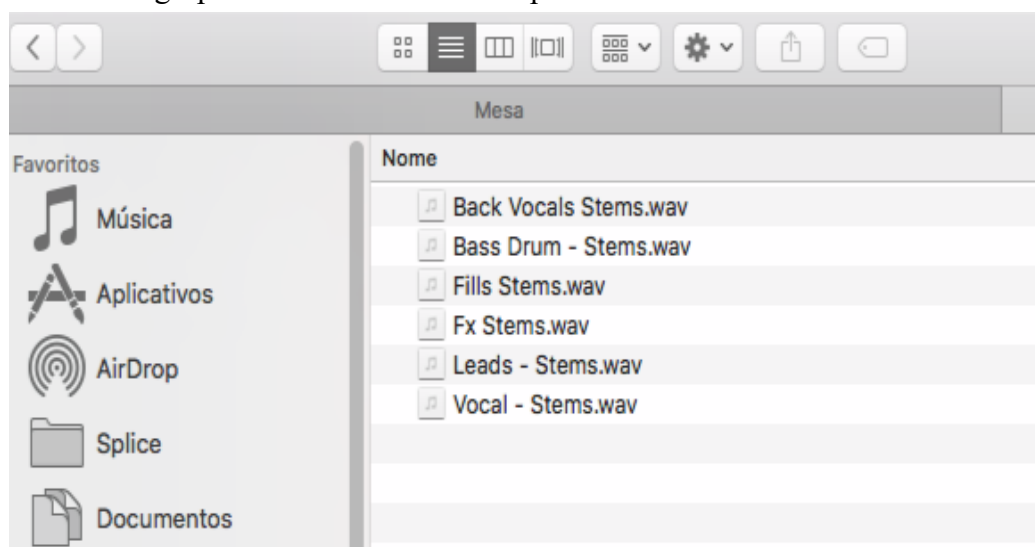 Mesa
Favoritos
Música
Aplicativos
AirDrop
Splice
Documentos
Nome
Back Vocals Stems.wav
Bass Drum - Stems.wav
Fills Stems.wav
Fx Stems.wav
Leads - Stems.wav
Vocal - Stems.wav